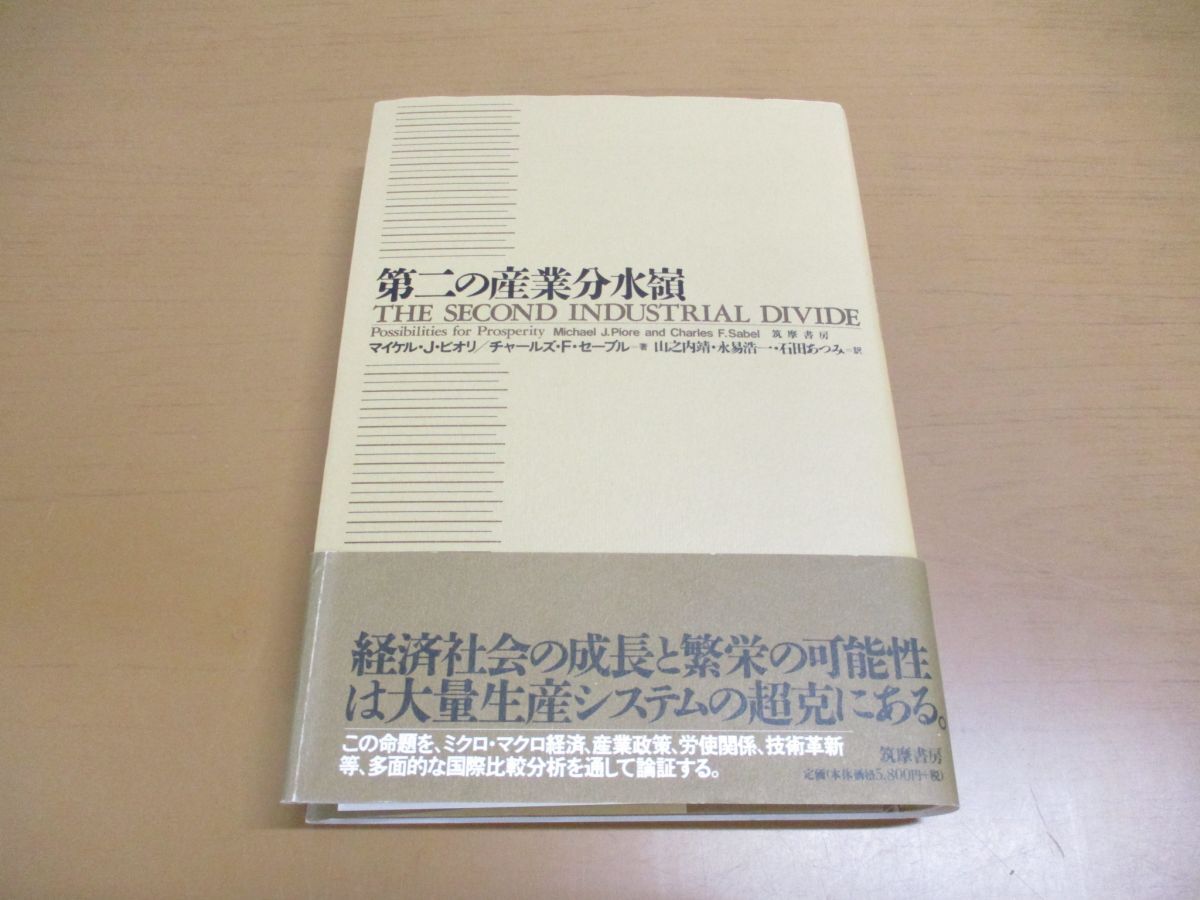 第二の産業分水嶺
THE SECOND INDUSTRIAL DIVIDE
Possibilities for Prosperity Michael J.Piore and Charles F.Sabel 筑摩書房
マイケル・J・ピオリ／チャールズ・F・セーブル=著 山之内靖・永易浩一・石田あつみ=訳
経済社会の成長と繁栄の可能性
は大量生産システムの超克にある。
この命題を、ミクロ・マクロ経済、産業政策、労使関係、技術革新
等、多面的な国際比較分析を通して論証する。
筑摩書房
定価(本体価格5,800円+税)